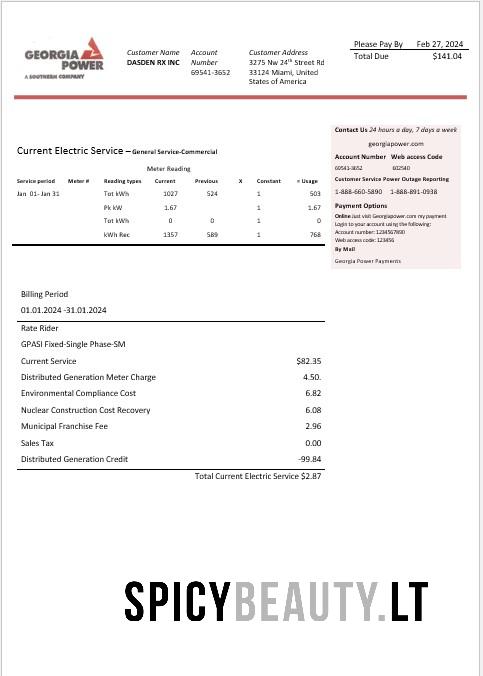 GEORGIA
POWER
A SOUTHERN COMPANY
Customer Name
DASDEN RX INC
Account
Number
69541-3652
Customer Address
3275 Nw 24th Street Rd
33124 Miami, United
States of America
Please Pay By Feb 27, 2024
Total Due $141.04
Contact Us 24 hours a day, 7 days a week
georgiapower.com
Account Number Web access Code
69541-3652 602540
Customer Service Power Outage Reporting
1-888-660-5890 1-888-891-0938
Payment Options
Online Just visit Georgiapower.com my payment
Login to your account using the following:
Account number: 1234567890
Web access code: 123456
By Mail
Georgia Power Payments
Current Electric Service – General Service-Commercial
Meter Reading
Service period Meter # Reading types Current Previous X Constant = Usage
Jan 01- Jan 31 Tot kWh 1027 524 1 503
Pk kW 1.67 1 1.67
Tot kWh 0 0 1 0
kWh Rec 1357 589 1 768
Billing Period
01.01.2024 -31.01.2024
Rate Rider
GPASI Fixed-Single Phase-SM
Current Service $82.35
Distributed Generation Meter Charge 4.50.
Environmental Compliance Cost 6.82
Nuclear Construction Cost Recovery 6.08
Municipal Franchise Fee 2.96
Sales Tax 0.00
Distributed Generation Credit -99.84
Total Current Electric Service $2.87
SPICYBEAUTY.LT